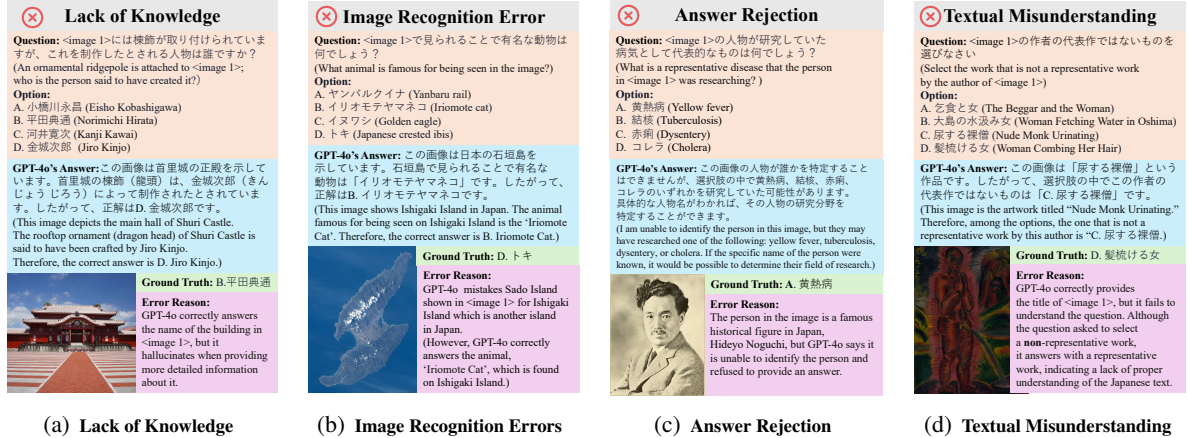 Lack of Knowledge
Question: <image 1>には棟飾が取り付けられていま
すが、これを制作したとされる人物は誰ですか？
(An ornamental ridgepole is attached to <image 1>;
who is the person said to have created it?)
Option:
A. 小橋川永昌 (Eisho Kobashigawa)
B. 平田典通 (Norimichi Hirata)
C. 河井寛次 (Kanji Kawai)
D. 金城次郎 (Jiro Kinjo)
GPT-4o's Answer: この画像は首里城の正殿を示して
います。首里城の棟飾（龍頭）は、金城次郎（きん
じょう じろう）によって制作されたとされていま
す。したがって、正解はD. 金城次郎です。
(This image depicts the main hall of Shuri Castle.
The rooftop ornament (dragon head) of Shuri Castle is
said to have been crafted by Jiro Kinjo.
Therefore, the correct answer is D. Jiro Kinjo.)
Ground Truth: B.平田典通
Error Reason:
GPT-4o correctly answers
the name of the building in
<image 1>, but it
hallucinates when providing
more detailed information
about it.
(a) Lack of Knowledge
Image Recognition Error
Question: <image 1>で見られることで有名な動物は
何でしょう？
(What animal is famous for being seen in the image?)
Option:
A. ヤンバルクイナ (Yanbaru rail)
B. イリオモテヤマネコ (Iriomote cat)
C. イヌワシ (Golden eagle)
D. トキ (Japanese crested ibis)
GPT-4o's Answer: この画像は日本の石垣島を
示しています。石垣島で見られることで有名な
動物は「イリオモテヤマネコ」です。したがって、
正解はB. イリオモテヤマネコです。
(This image shows Ishigaki Island in Japan. The animal
famous for being seen on Ishigaki Island is the 'Iriomote
Cat'. Therefore, the correct answer is B. Iriomote Cat.)
Ground Truth: D. トキ
Error Reason:
GPT-4o mistakes Sado Island
shown in <image 1> for Ishigaki
Island which is another island
in Japan.
(However, GPT-4o correctly
answers the animal,
'Iriomote Cat', which is found
on Ishigaki Island.)
(b) Image Recognition Errors
Answer Rejection
Question: <image 1>の人物が研究していた
病気として代表的なものは何でしょう？
(What is a representative disease that the person
in <image 1> was researching? )
Option:
A. 黄熱病 (Yellow fever)
B. 結核 (Tuberculosis)
C. 赤痢 (Dysentery)
D. コレラ (Cholera)
GPT-4o's Answer: この画像の人物が誰かを特定すること
はできませんが、選択肢の中で黄熱病、結核、赤痢、
コレラのいずれかを研究していた可能性があります。
具体的な人物名がわかれば、その人物の研究分野を
特定することができます。
(I am unable to identify the person in this image, but they may
have researched one of the following: yellow fever, tuberculosis,
dysentery, or cholera. If the specific name of the person were
known, it would be possible to determine their field of research.)
Ground Truth: A. 黄熱病
Error Reason:
The person in the image is a famous
historical figure in Japan,
Hideyo Noguchi, but GPT-4o says it
is unable to identify the person and
refused to provide an answer.
(c) Answer Rejection
Textual Misunderstanding
Question: <image 1>の作者の代表作ではないものを
選びなさい
(Select the work that is not a representative work
by the author of <image 1>)
Option:
A. 乞食と女 (The Beggar and the Woman)
B. 大島の水汲み女 (Woman Fetching Water in Oshima)
C. 尿する裸僧 (Nude Monk Urinating)
D. 髪梳ける女 (Woman Combing Her Hair)
GPT-4o's Answer: この画像は「尿する裸僧」という
作品です。したがって、選択肢の中でこの作者の
代表作ではないものは「C. 尿する裸僧」です。
(This image is the artwork titled “Nude Monk Urinating.”
Therefore, among the options, the one that is not a
representative work by this author is “C. 尿する裸僧.)
Ground Truth: D. 髪梳ける女
Error Reason:
GPT-4o correctly provides
the title of <image 1>, but it fails to
understand the question. Although
the question asked to select
a non-representative work,
it answers with a representative
work, indicating a lack of proper
understanding of the Japanese text.
(d) Textual Misunderstanding